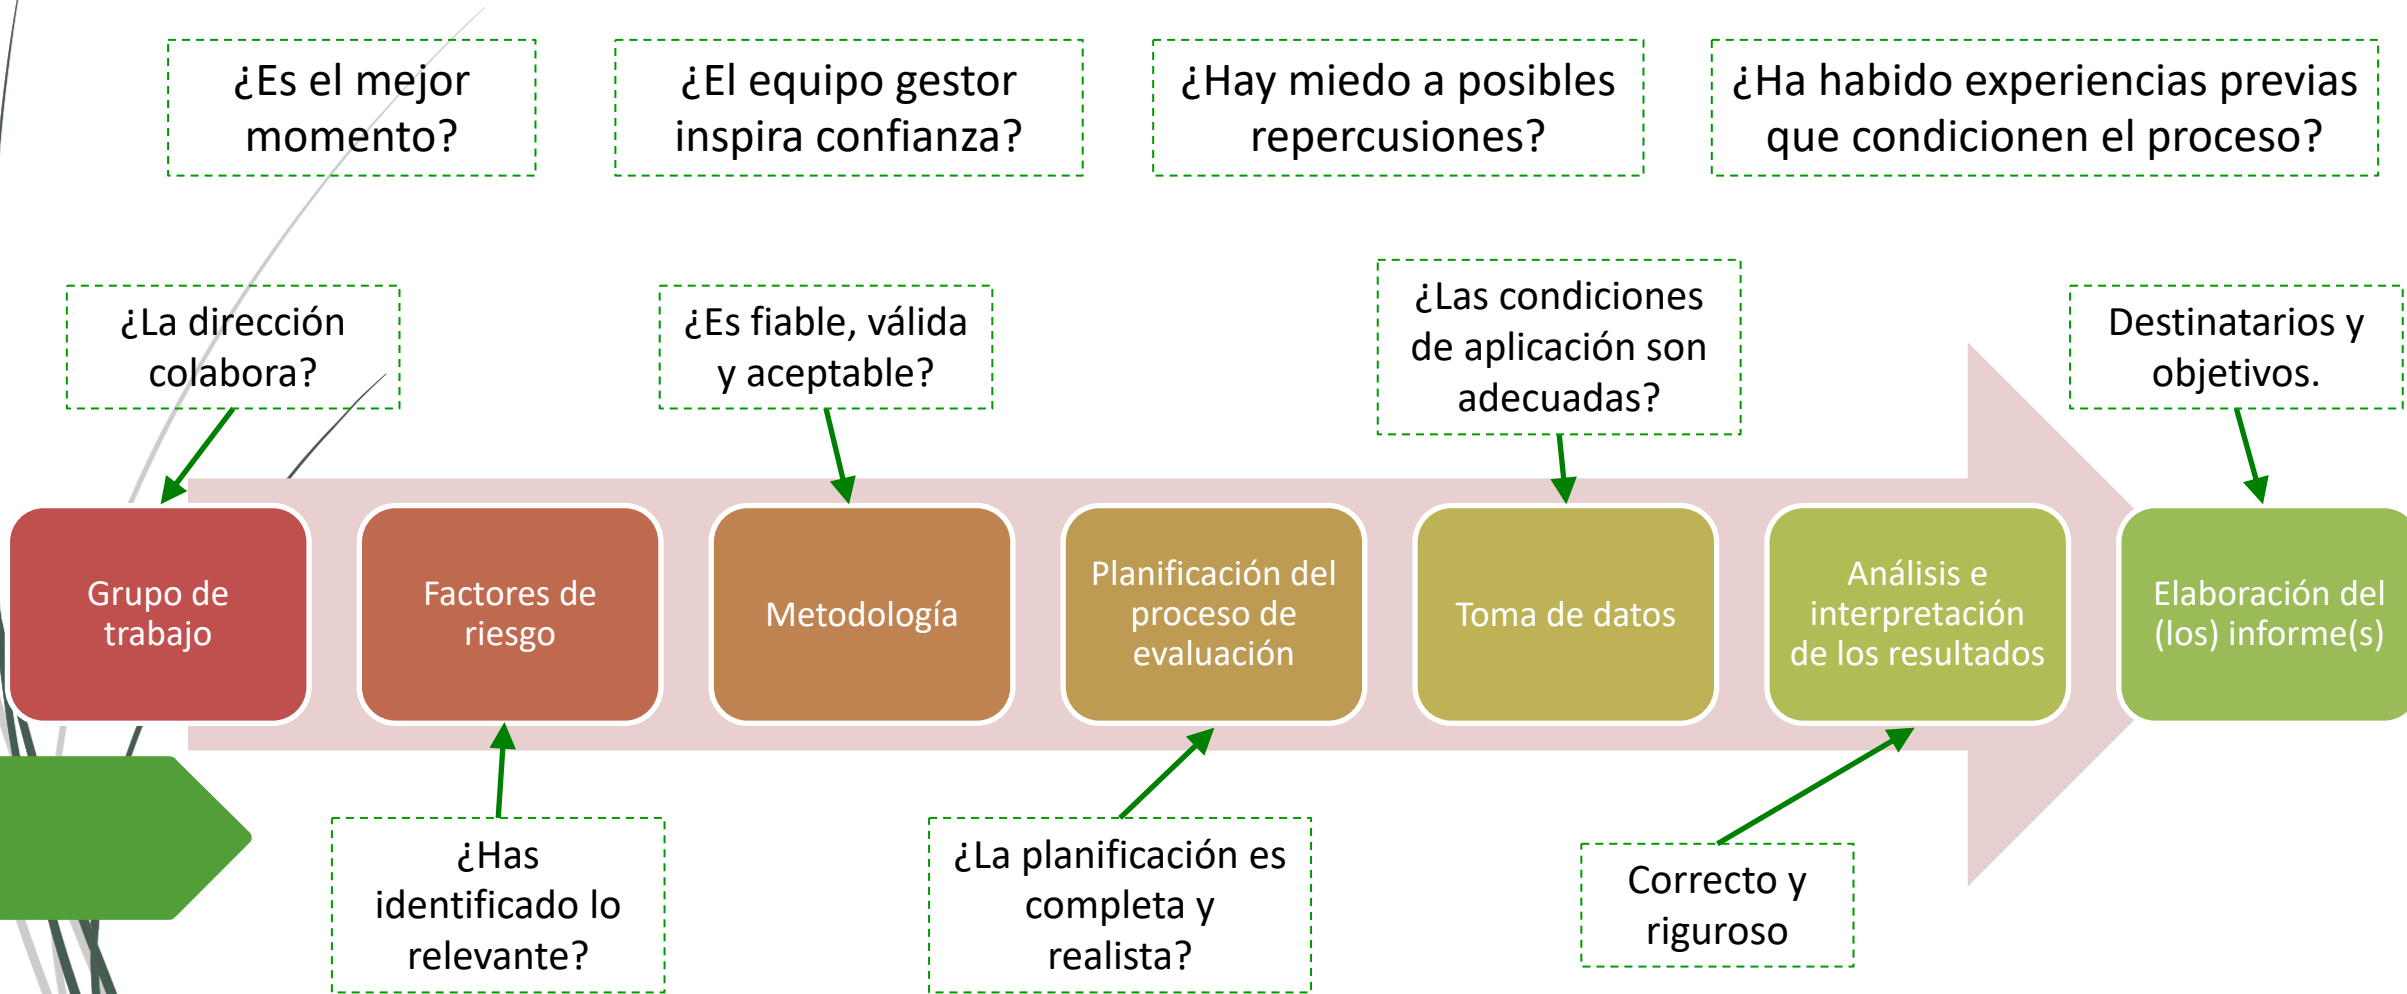 ¿Es el mejor
momento?
¿El equipo gestor
inspira confianza?
¿Hay miedo a posibles
repercusiones?
¿Ha habido experiencias previas
que condicionen el proceso?
¿La dirección
colabora?
¿Es fiable, válida
y aceptable?
¿Las condiciones
de aplicación son
adecuadas?
Destinatarios y
objetivos.
Grupo de
trabajo
Factores de
riesgo
Metodología
Planificación del
proceso de
evaluación
Toma de datos
Análisis e
interpretación
de los resultados
Elaboración del
(los) informe(s)
¿Has
identificado lo
relevante?
¿La planificación es
completa y
realista?
Correcto y
riguroso